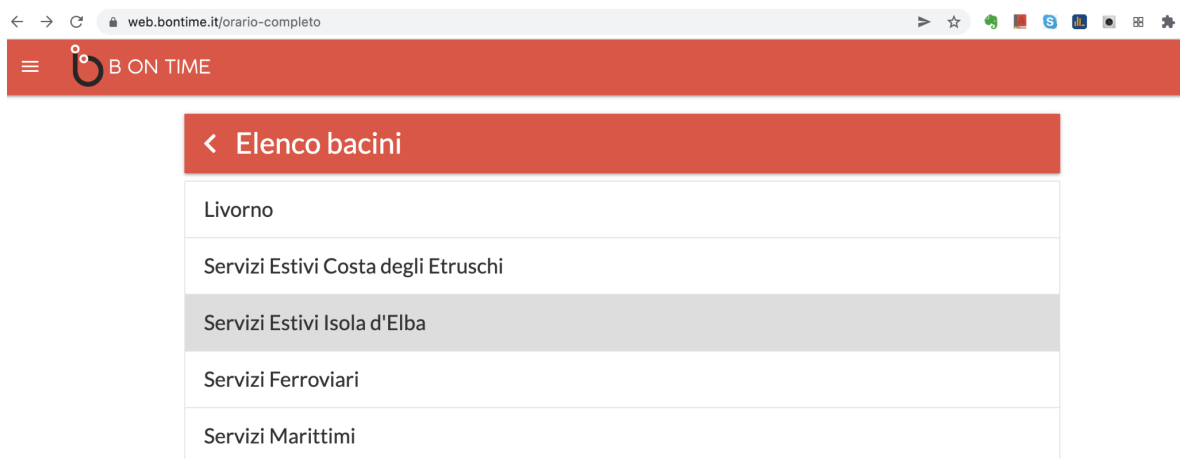 web.bontime.it/orario-completo
B ON TIME
Elenco bacini
Livorno
Servizi Estivi Costa degli Etruschi
Servizi Estivi Isola d'Elba
Servizi Ferroviari
Servizi Marittimi